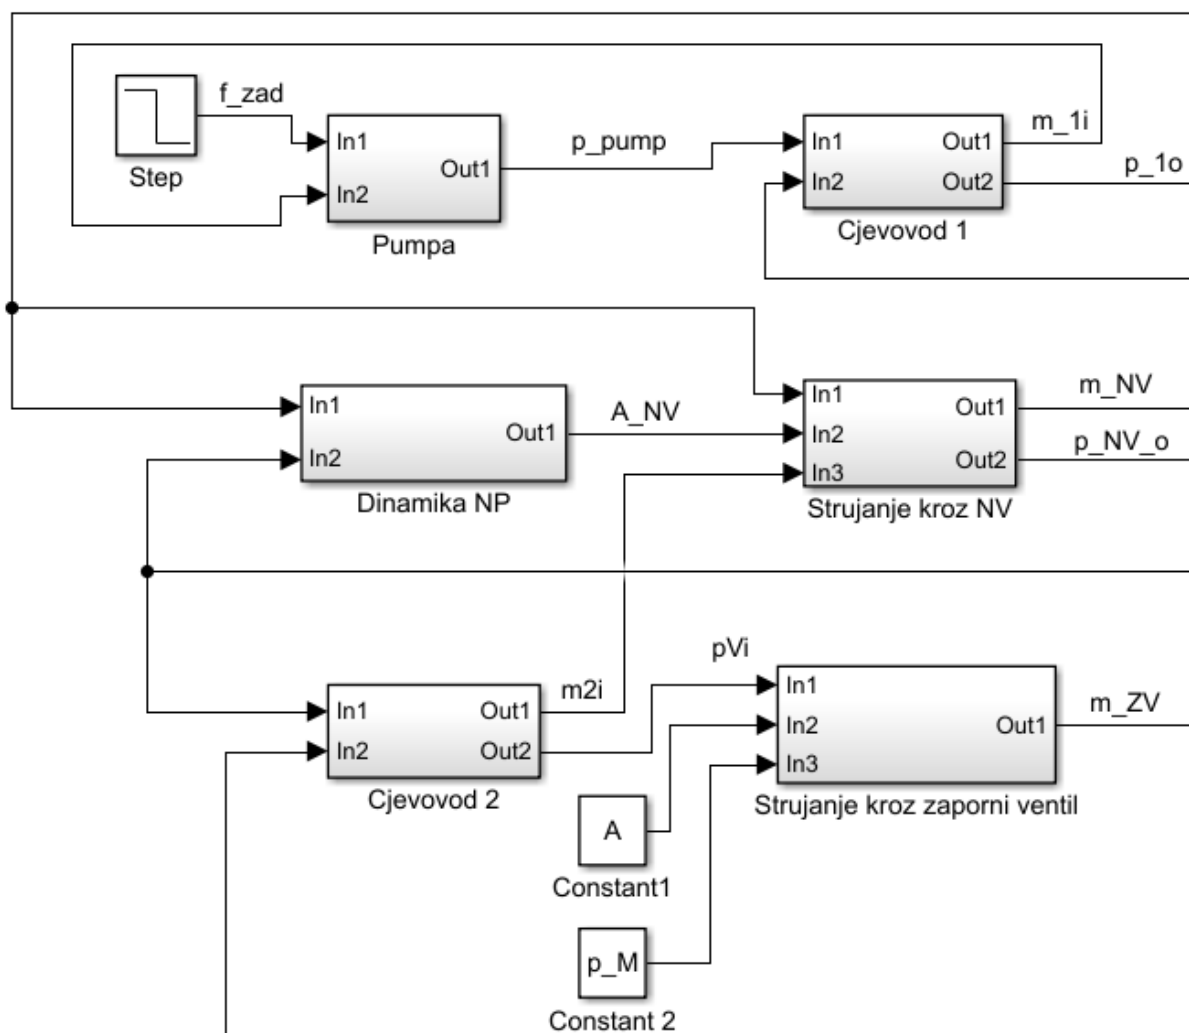 f_zad
Step
In1
In2
Out1
Pumpa
p_pump
In1
In2
Out1
Out2
Cjevovod 1
m_1i
p_1o
In1
In2
Out1
Dinamika NP
A_NV
In1
In2
In3
Out1
Out2
Strujanje kroz NV
m_NV
p_NV_o
In1
In2
Out1
Out2
Cjevovod 2
m2i
pVi
In1
In2
In3
Out1
Strujanje kroz zaporni ventil
m_ZV
A
Constant1
p_M
Constant 2